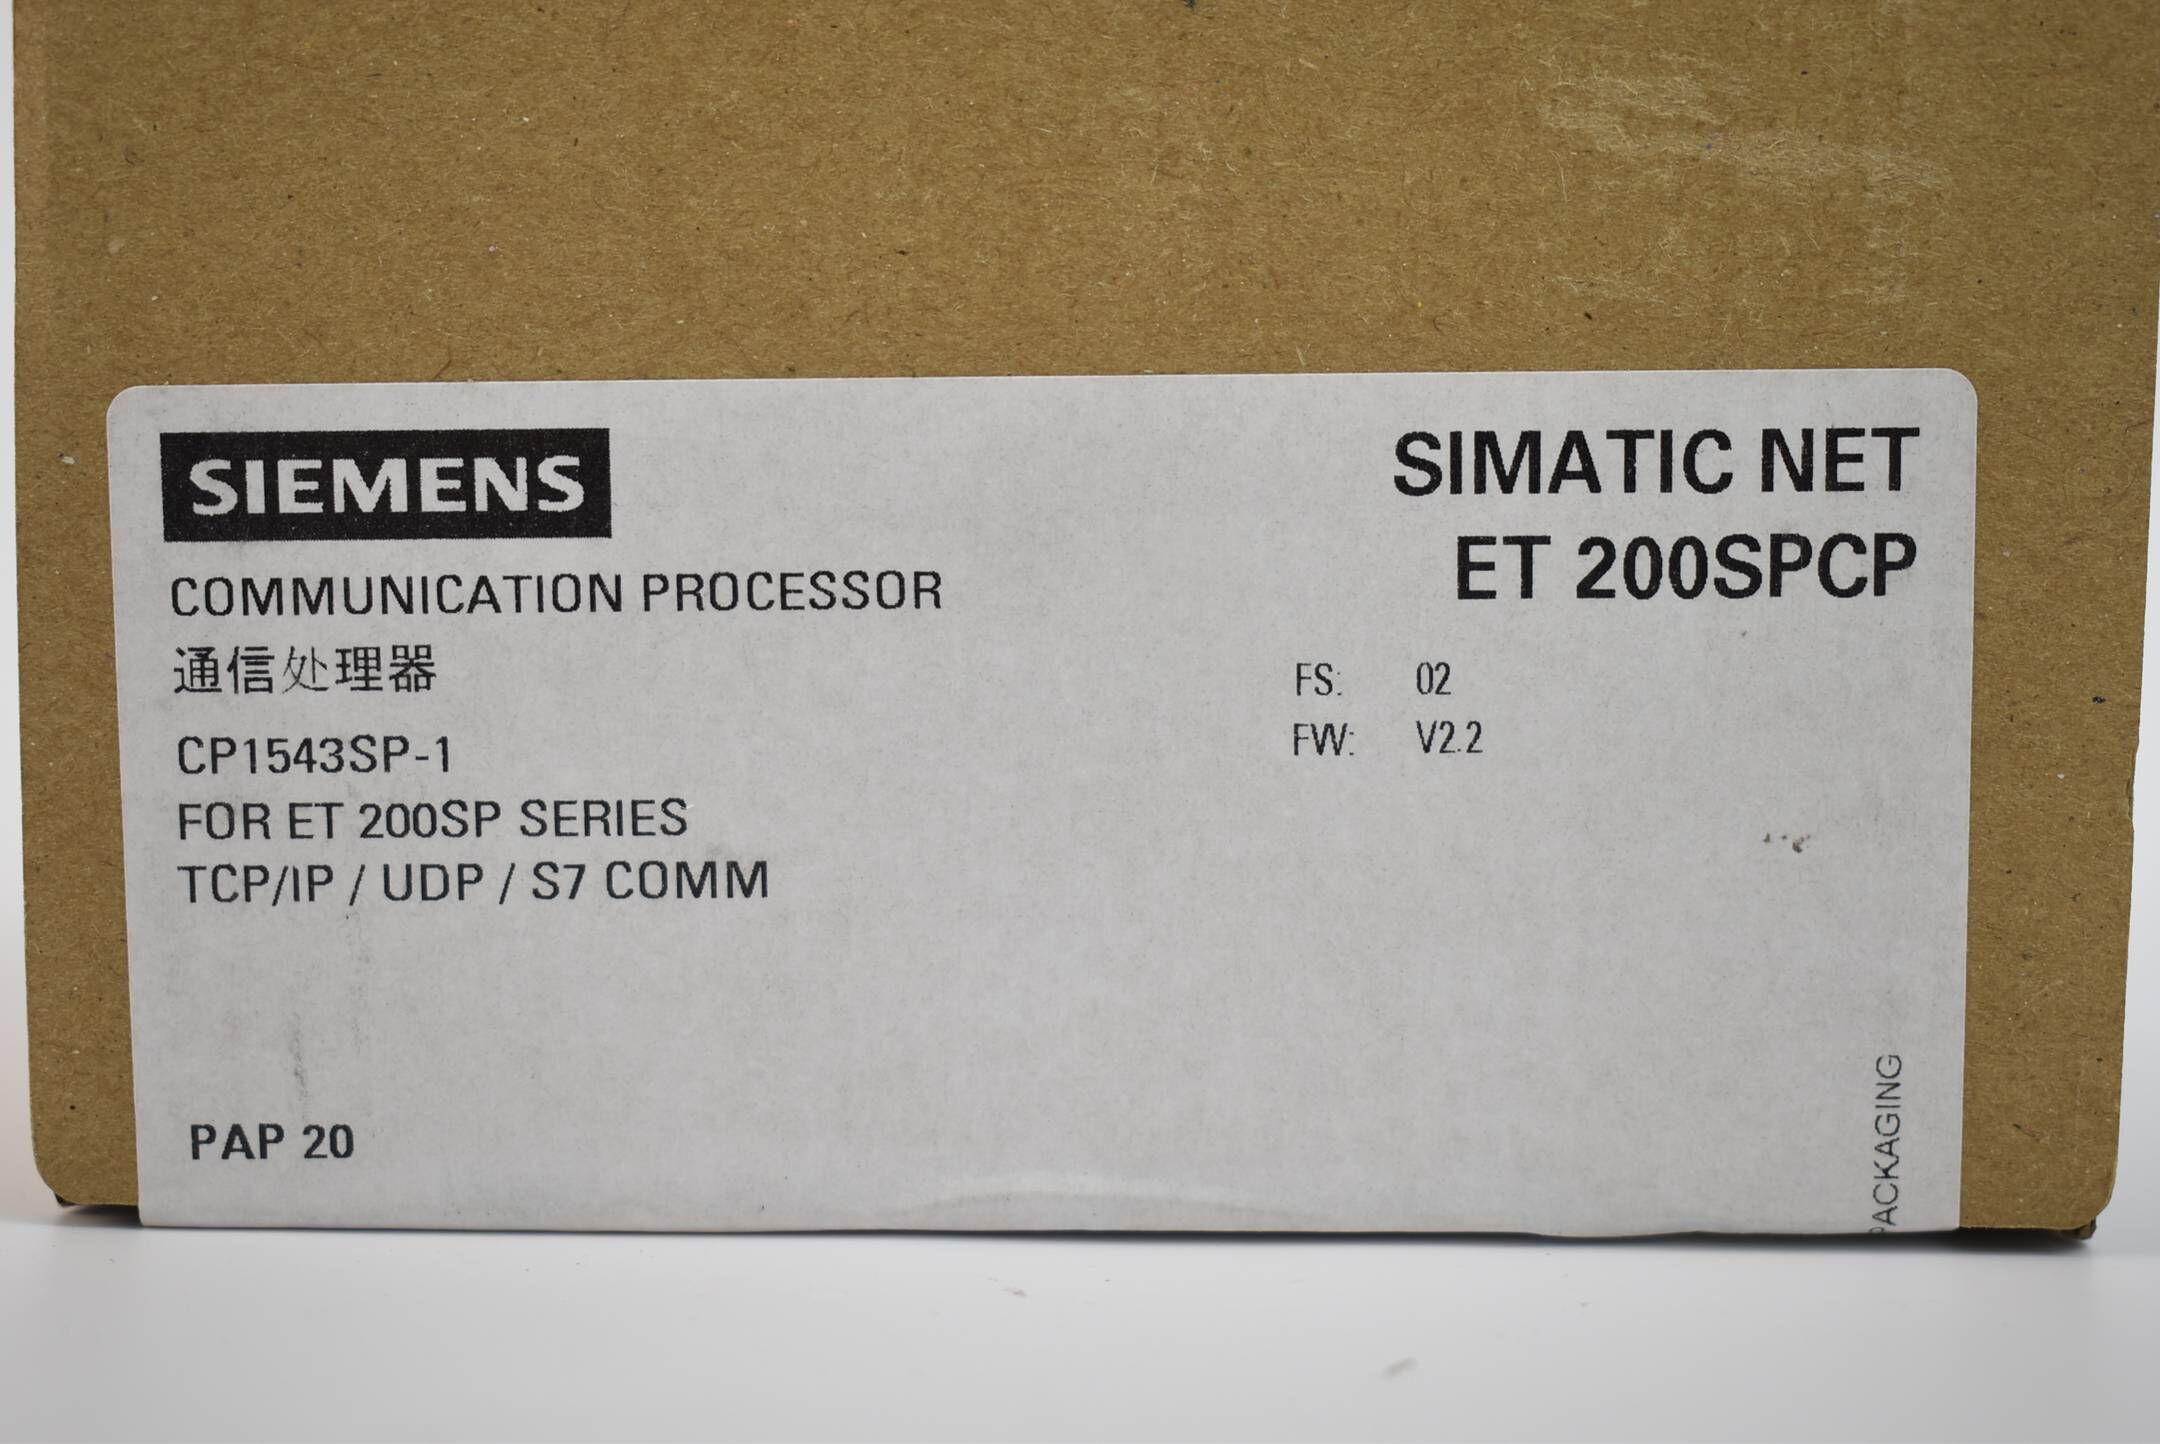 SIEMENS
SIMATIC NET
ET 200SPCP
COMMUNICATION PROCESSOR
通信处理器
CP1543SP-1
FOR ET 200SP SERIES
TCP/IP / UDP / S7 COMM
FS: 02
FW: V2.2
PAP 20
PACKAGING